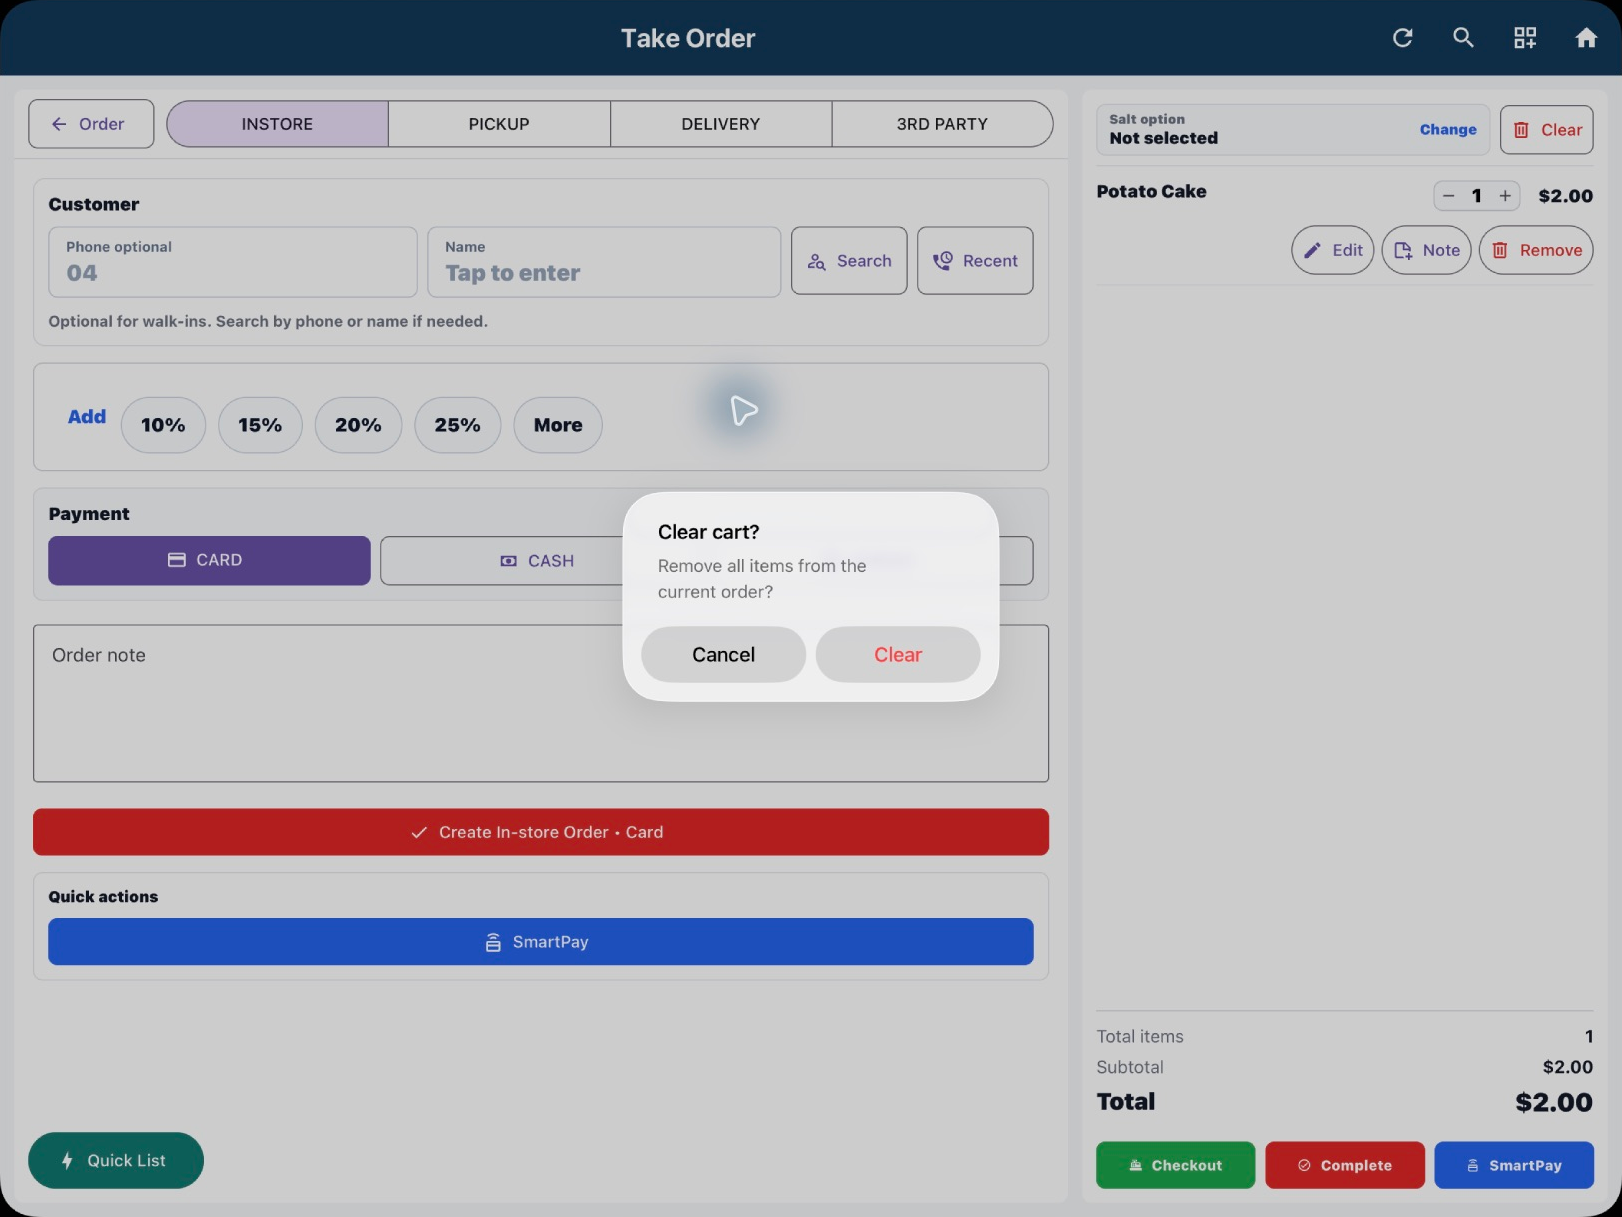 Take Order
Order
INSTORE
PICKUP
DELIVERY
3RD PARTY
Customer
Phone optional
04
Name
Tap to enter
Search
Recent
Optional for walk-ins. Search by phone or name if needed.
Add
10%
15%
20%
25%
More
Payment
CARD
CASH
Clear cart?
Remove all items from the
current order?
Cancel
Clear
Order note
Create In-store Order • Card
Quick actions
SmartPay
Quick List
Salt option
Not selected
Change
Clear
Potato Cake
− 1 + $2.00
Edit
Note
Remove
Total items 1
Subtotal $2.00
Total $2.00
Checkout
Complete
SmartPay